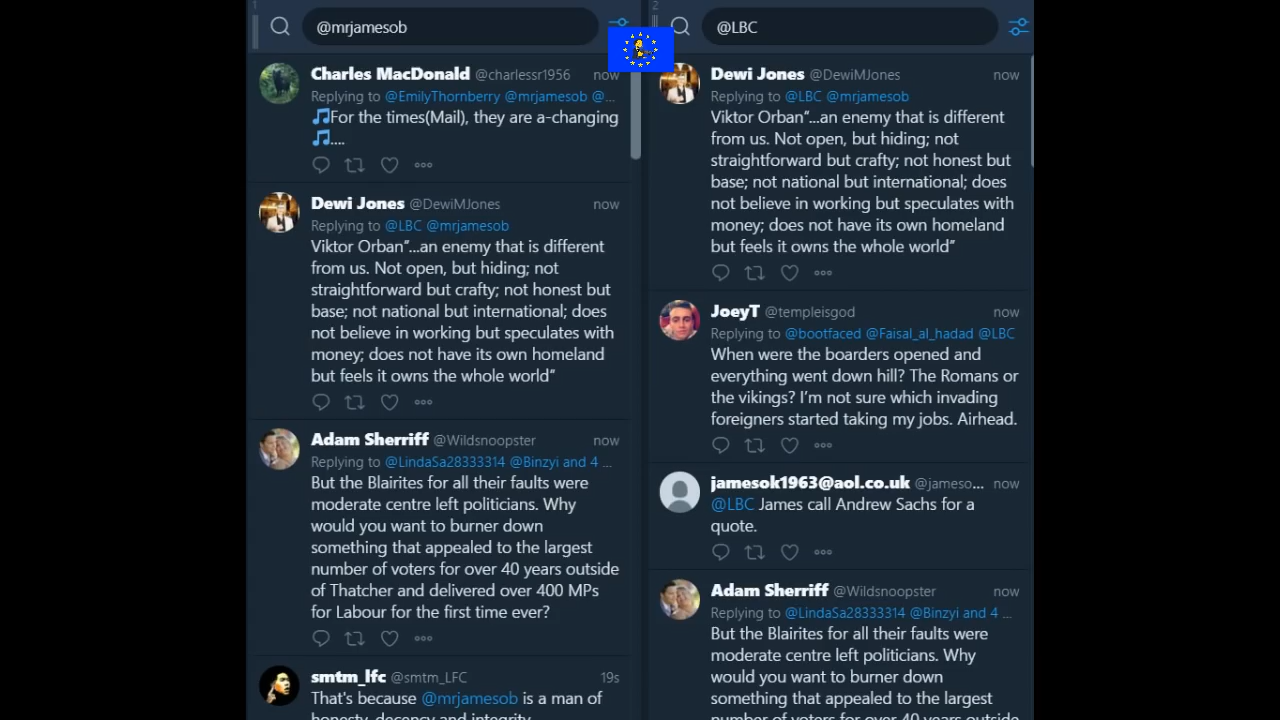 1
@mrjamesob
Charles MacDonald @charlessr1956 now
Replying to @EmilyThornberry @mrjamesob @...
🎵For the times(Mail), they are a-changing
🎵....
Dewi Jones @DewiMJones now
Replying to @LBC @mrjamesob
Viktor Orban"...an enemy that is different
from us. Not open, but hiding; not
straightforward but crafty; not honest but
base; not national but international; does
not believe in working but speculates with
money; does not have its own homeland
but feels it owns the whole world“
Adam Sherriff @Wildsnoopster now
Replying to @LindaSa28333314 @Binzyi and 4 ...
But the Blairites for all their faults were
moderate centre left politicians. Why
would you want to burner down
something that appealed to the largest
number of voters for over 40 years outside
of Thatcher and delivered over 400 MPs
for Labour for the first time ever?
smtm_lfc @smtm_LFC 19s
That's because @mrjamesob is a man of
honesty, decency and integrity
2
@LBC
Dewi Jones @DewiMJones now
Replying to @LBC @mrjamesob
Viktor Orban"...an enemy that is different
from us. Not open, but hiding; not
straightforward but crafty; not honest but
base; not national but international; does
not believe in working but speculates with
money; does not have its own homeland
but feels it owns the whole world”
JoeyT @templeisgod now
Replying to @bootfaced @Faisal_al_hadad @LBC
When were the boarders opened and
everything went down hill? The Romans or
the vikings? I’m not sure which invading
foreigners started taking my jobs. Airhead.
jamesok1963@aol.co.uk @jameso... now
@LBC James call Andrew Sachs for a
quote.
Adam Sherriff @Wildsnoopster now
Replying to @LindaSa28333314 @Binzyi and 4 ...
But the Blairites for all their faults were
moderate centre left politicians. Why
would you want to burner down
something that appealed to the largest
number of voters for over 40 years outside